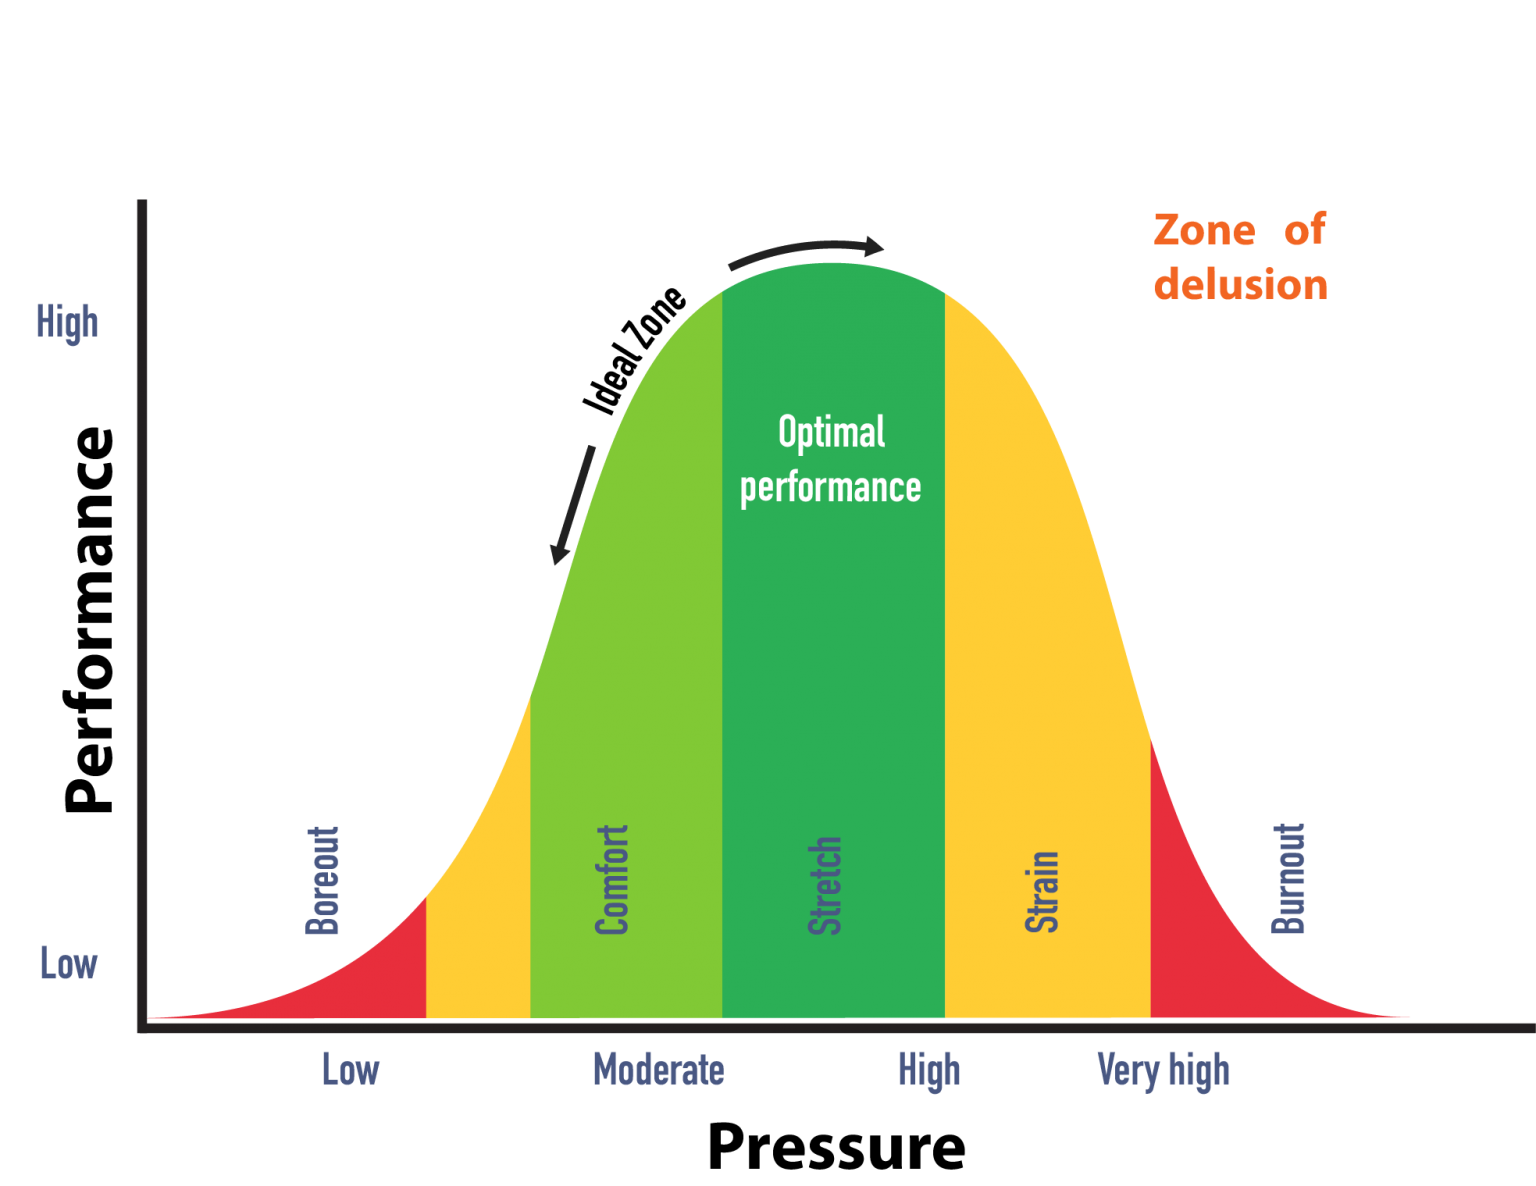 Zone of
delusion
Ideal Zone
High
Optimal
performance
Performance
Boreout
Comfort
Stretch
Strain
Burnout
Low
Low
Moderate
High
Very high
Pressure